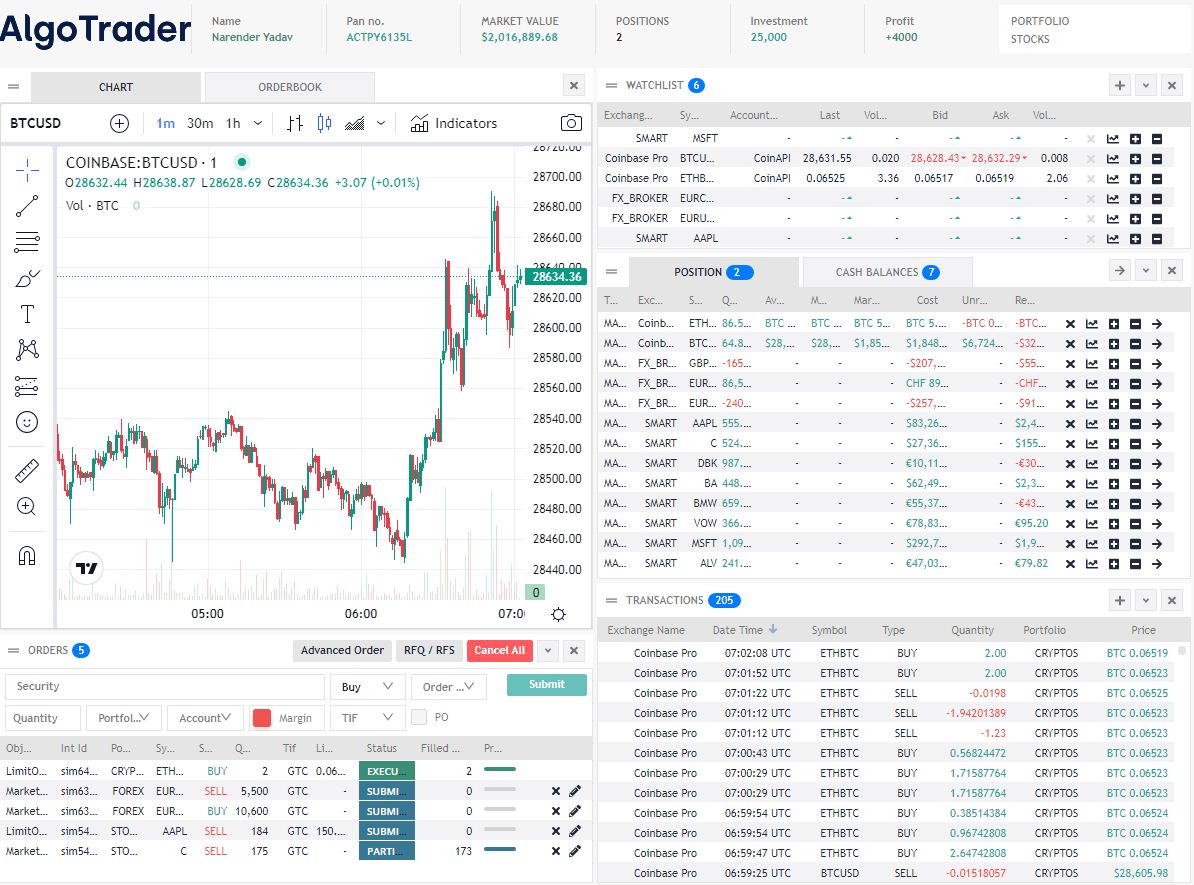 AlgoTrader
Name
Narender Yadav
Pan no.
ACTPY6135L
MARKET VALUE
$2,016,889.68
POSITIONS
2
Investment
25,000
Profit
+4000
PORTFOLIO
STOCKS
CHART ORDERBOOK
BTCUSD 1m 30m 1h Indicators
COINBASE:BTCUSD · 1
O28632.44 H28638.87 L28628.69 C28634.36 +3.07 (+0.01%)
Vol · BTC 0
28720.00
28700.00
28680.00
28660.00
28640.00
28634.36
28620.00
28600.00
28580.00
28560.00
28540.00
28520.00
28500.00
28480.00
28460.00
28440.00
0
05:00 06:00 07:0
ORDERS 5 Advanced Order RFQ / RFS Cancel All
Security Buy Order ... Submit
Quantity Portfol... Account Margin TIF PO
Obj... Int Id Po... Sy... S... Q... Tif Li... Status Filled ... Pr...
LimitO... sim64... CRYP... ETH... BUY 2 GTC 0.06... EXECU... 2
Market... sim63... FOREX EUR... SELL 5,500 GTC - SUBMI... 0
Market... sim63... FOREX EUR... BUY 10,600 GTC - SUBMI... 0
LimitO... sim54... STO... AAPL SELL 184 GTC 150.... SUBMI... 0
Market... sim54... STO... C SELL 175 GTC - PARTI... 173
WATCHLIST 6
Exchang... Sy... Account... Last Vol... Bid Ask Vol...
SMART MSFT - - - - - -
Coinbase Pro BTCU... CoinAPI 28,631.55 0.020 28,628.43 28,632.29 0.008
Coinbase Pro ETHB... CoinAPI 0.06525 3.36 0.06517 0.06519 2.06
FX_BROKER EURC... - - - - - -
FX_BROKER EURU... - - - - - -
SMART AAPL - - - - - -
POSITION 2 CASH BALANCES 7
T... Exc... S... Q... Av... M... Mar... Cost Unr... Re...
MA... Coinb... ETH... 86.5... BTC ... BTC ... BTC 5... BTC 5.... -BTC 0... -BTC...
MA... Coinb... BTC... 64.8... $28,... $28,... $1,85... $1,848... $6,724... -$32...
MA... FX_BR... GBP... -165... - - - -$207,... - -$55...
MA... FX_BR... EUR... 86,5... - - - CHF 89... - -CHF...
MA... FX_BR... EUR... -240... - - - -$257,... - -$91...
MA... SMART AAPL 555.... - - - $83,26... - $2,4...
MA... SMART C 524.... - - - $27,36... - $155...
MA... SMART DBK 987.... - - - €10,11... - -€30...
MA... SMART BA 448.... - - - $62,49... - $2,3...
MA... SMART BMW 659.... - - - €55,37... - -€43...
MA... SMART VOW 366.... - - - €78,83... - €95.20
MA... SMART MSFT 1,09... - - - $292,7... - $1,9...
MA... SMART ALV 241.... - - - €47,03... - €79.82
TRANSACTIONS 205
Exchange Name Date Time Symbol Type Quantity Portfolio Price
Coinbase Pro 07:02:08 UTC ETHBTC BUY 2.00 CRYPTOS BTC 0.06519
Coinbase Pro 07:01:52 UTC ETHBTC BUY 2.00 CRYPTOS BTC 0.06523
Coinbase Pro 07:01:22 UTC ETHBTC SELL -0.0198 CRYPTOS BTC 0.06525
Coinbase Pro 07:01:12 UTC ETHBTC SELL -1.94201389 CRYPTOS BTC 0.06523
Coinbase Pro 07:01:12 UTC ETHBTC SELL -1.23 CRYPTOS BTC 0.06523
Coinbase Pro 07:00:43 UTC ETHBTC BUY 0.56824472 CRYPTOS BTC 0.06523
Coinbase Pro 07:00:29 UTC ETHBTC BUY 1.71587764 CRYPTOS BTC 0.06523
Coinbase Pro 07:00:29 UTC ETHBTC BUY 1.71587764 CRYPTOS BTC 0.06523
Coinbase Pro 06:59:54 UTC ETHBTC BUY 0.38514384 CRYPTOS BTC 0.06524
Coinbase Pro 06:59:54 UTC ETHBTC BUY 0.96742808 CRYPTOS BTC 0.06524
Coinbase Pro 06:59:47 UTC ETHBTC BUY 2.64742808 CRYPTOS BTC 0.06524
Coinbase Pro 06:59:25 UTC BTCUSD SELL -0.01518057 CRYPTOS $28,605.98